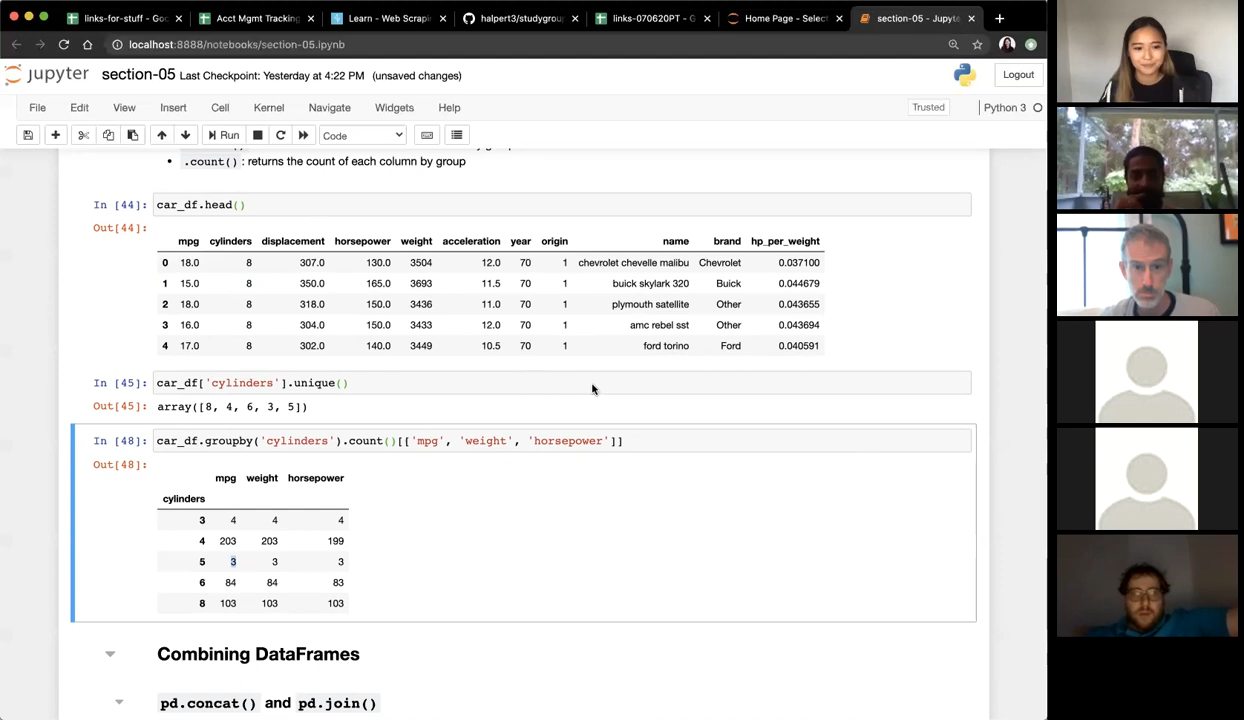 links-for-stuff - Goo
Acct Mgmt Tracking
Learn - Web Scrapin
halpert3/studygroup
links-070620PT - G
Home Page - Select
section-05 - Jupyte
localhost:8888/notebooks/section-05.ipynb
jupyter section-05 Last Checkpoint: Yesterday at 4:22 PM (unsaved changes) Logout
File Edit View Insert Cell Kernel Navigate Widgets Help Trusted Python 3
Run Code
• .count() : returns the count of each column by group
In [44]: car_df.head()
Out[44]:
mpg cylinders displacement horsepower weight acceleration year origin name brand hp_per_weight
0 18.0 8 307.0 130.0 3504 12.0 70 1 chevrolet chevelle malibu Chevrolet 0.037100
1 15.0 8 350.0 165.0 3693 11.5 70 1 buick skylark 320 Buick 0.044679
2 18.0 8 318.0 150.0 3436 11.0 70 1 plymouth satellite Other 0.043655
3 16.0 8 304.0 150.0 3433 12.0 70 1 amc rebel sst Other 0.043694
4 17.0 8 302.0 140.0 3449 10.5 70 1 ford torino Ford 0.040591
In [45]: car_df['cylinders'].unique()
Out[45]: array([8, 4, 6, 3, 5])
In [48]: car_df.groupby('cylinders').count()[['mpg', 'weight', 'horsepower']]
Out[48]:
mpg weight horsepower
cylinders
3 4 4 4
4 203 203 199
5 3 3 3
6 84 84 83
8 103 103 103
Combining DataFrames
pd.concat() and pd.join()